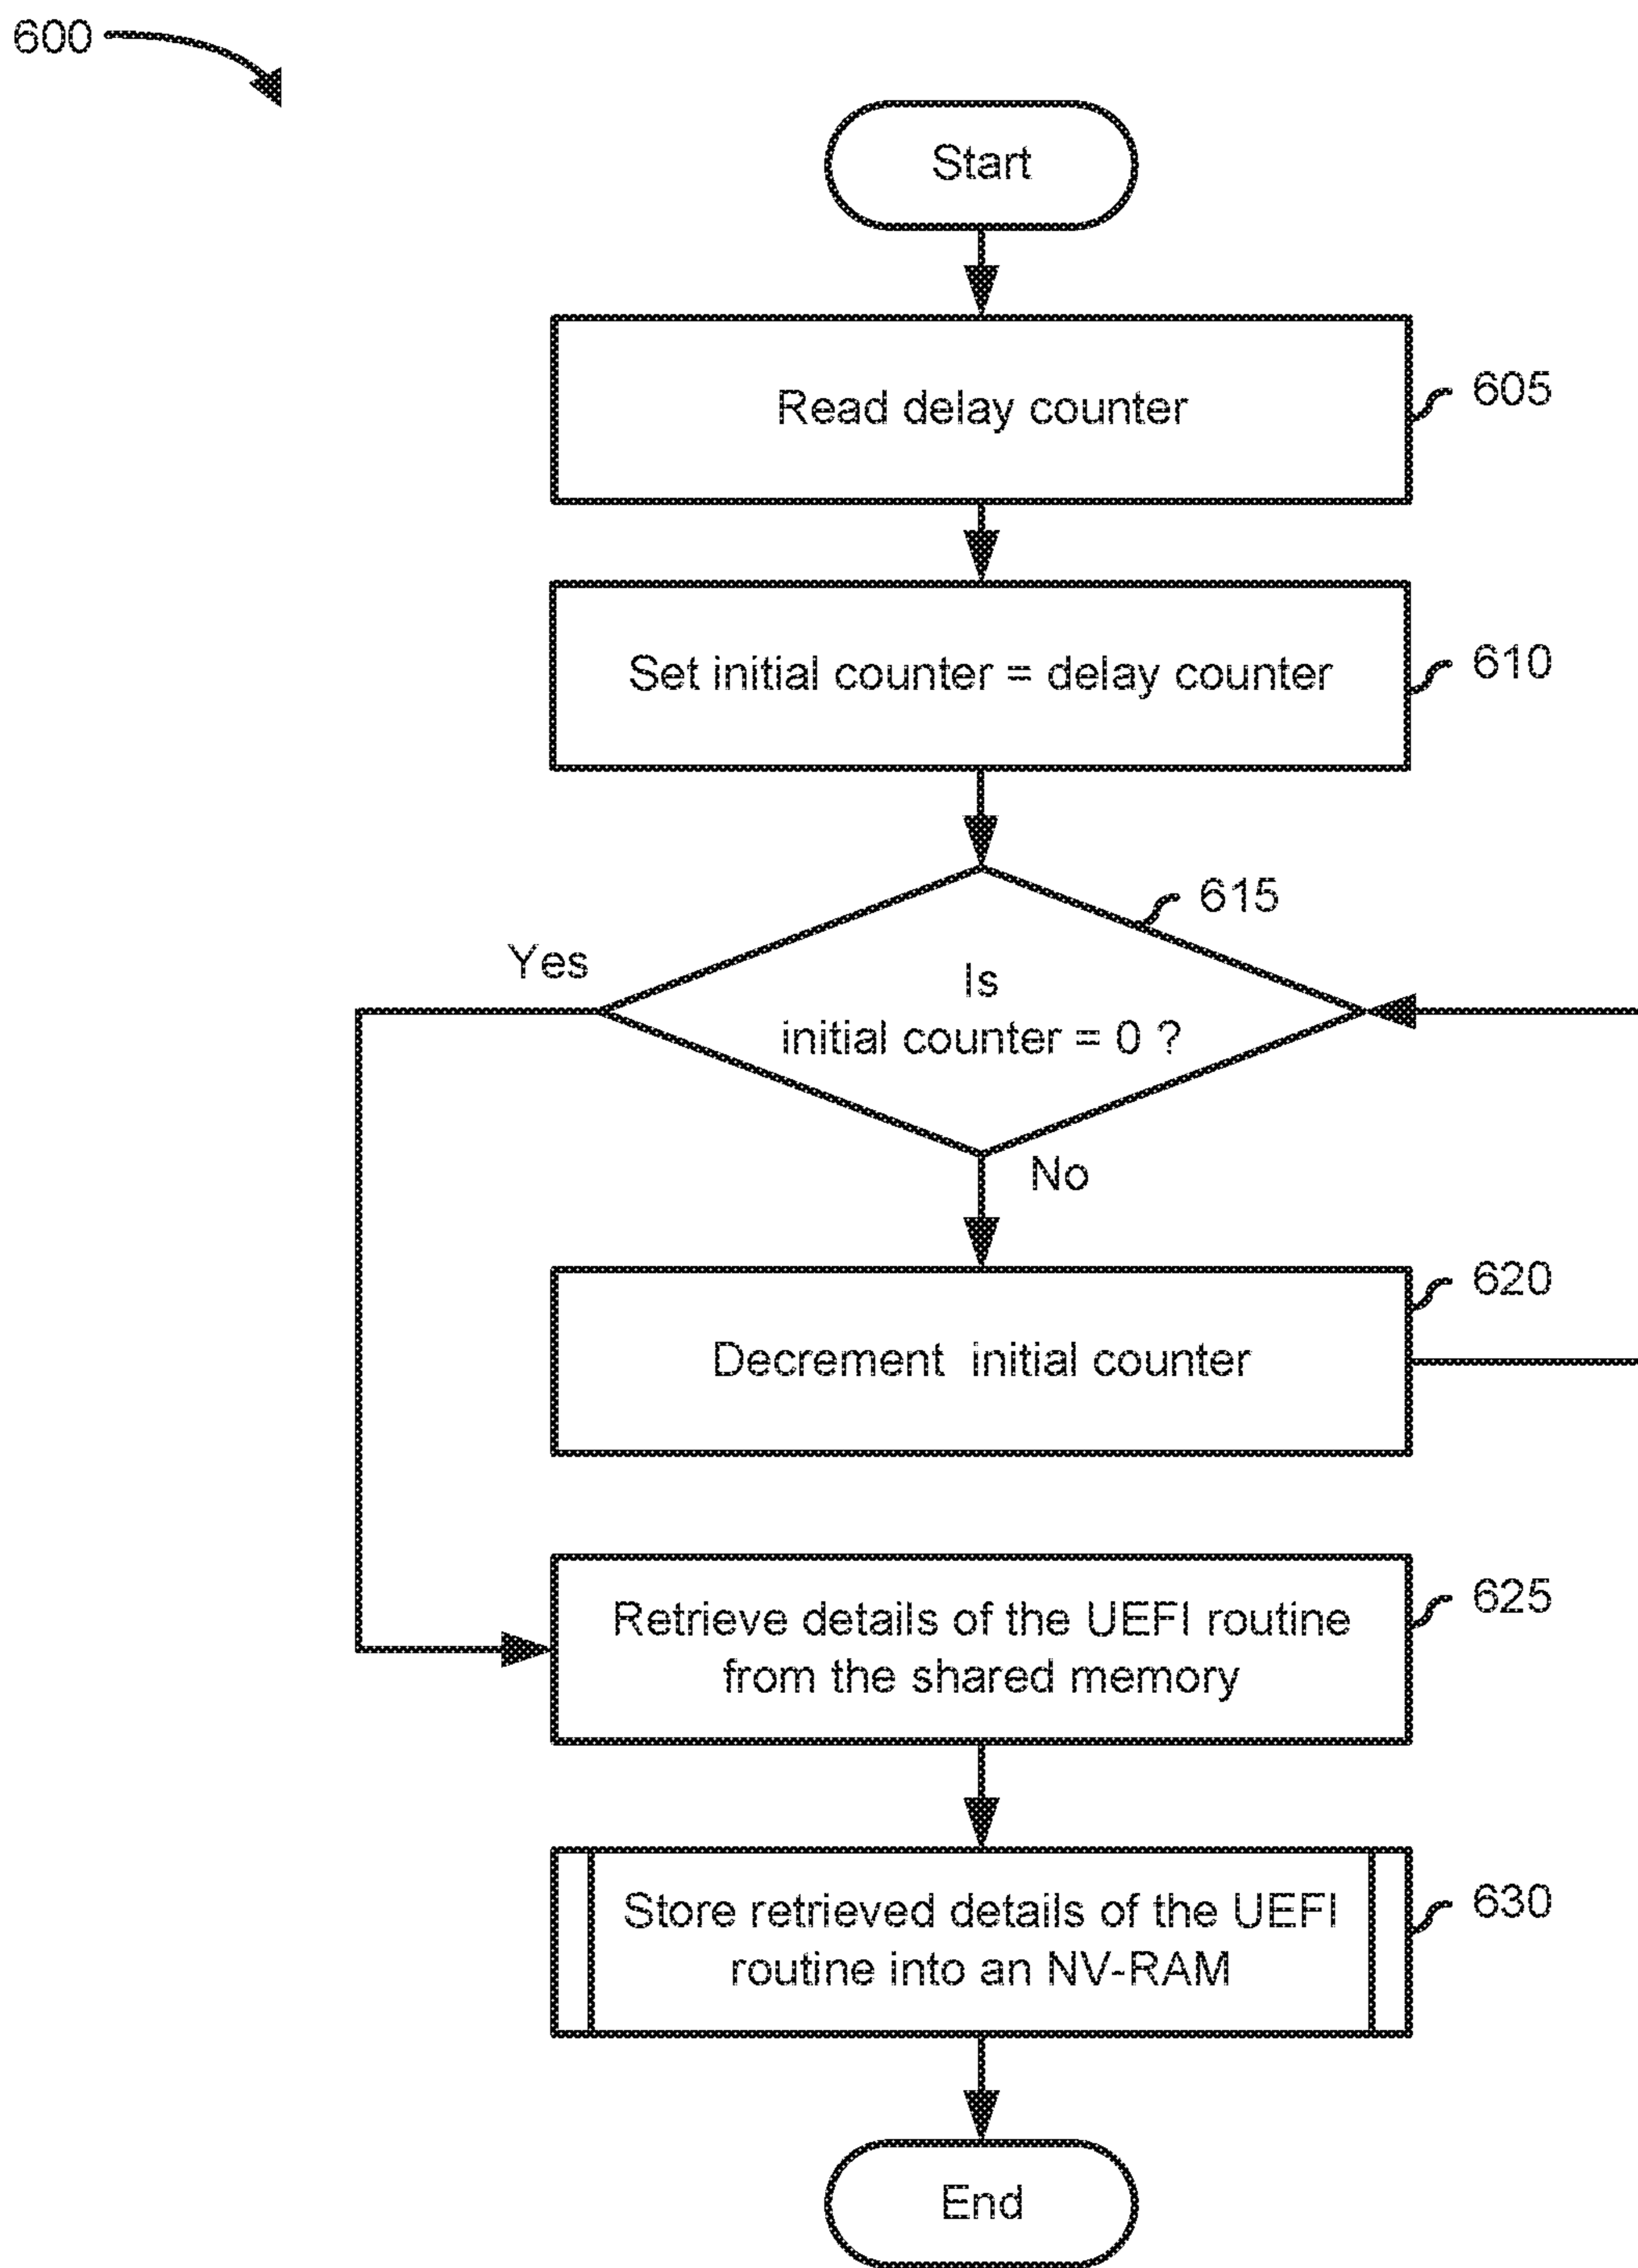 600
Start
Read delay counter
605
Set initial counter = delay counter
610
615
Yes
Is
initial counter = 0 ?
No
620
Decrement initial counter
625
Retrieve details of the UEFI routine
from the shared memory
630
Store retrieved details of the UEFI
routine into an NV-RAM
End